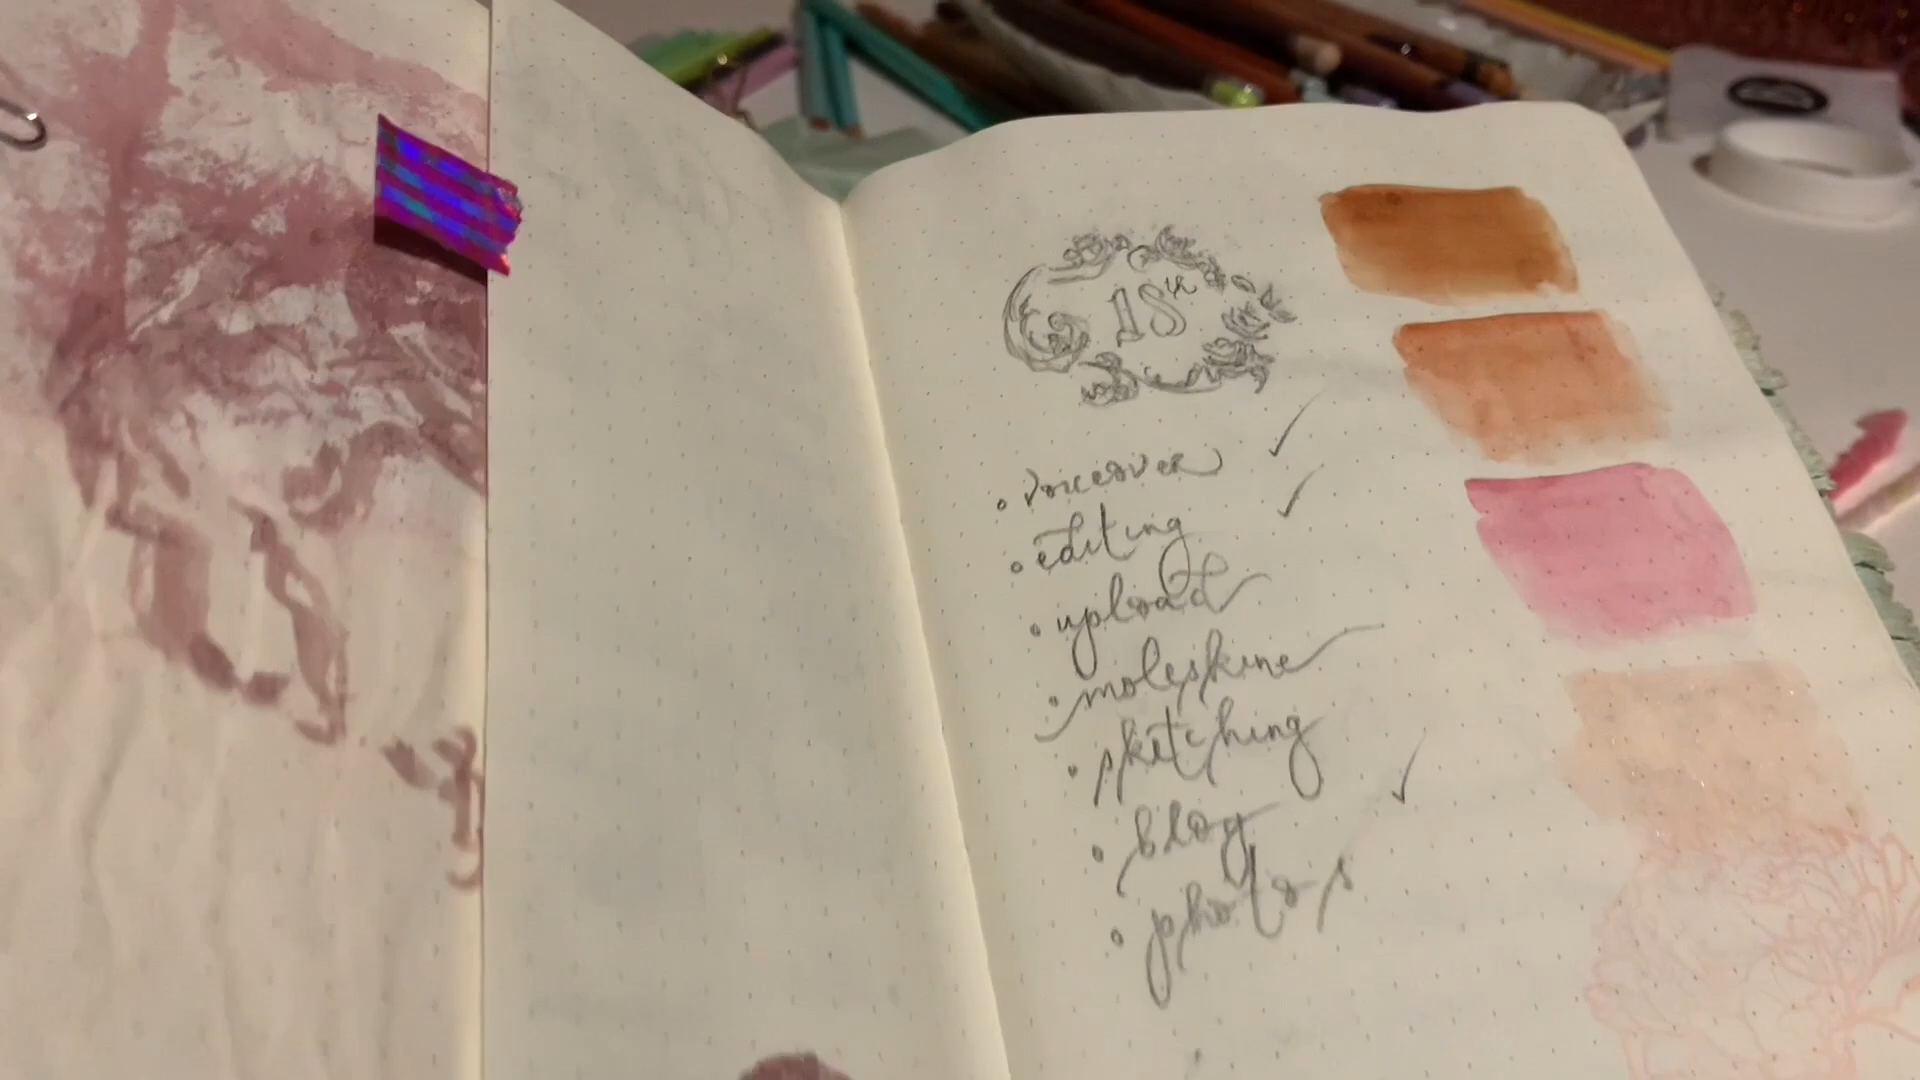 18th
voiceover
editing
upload
moleskine
sketching
blog
photos